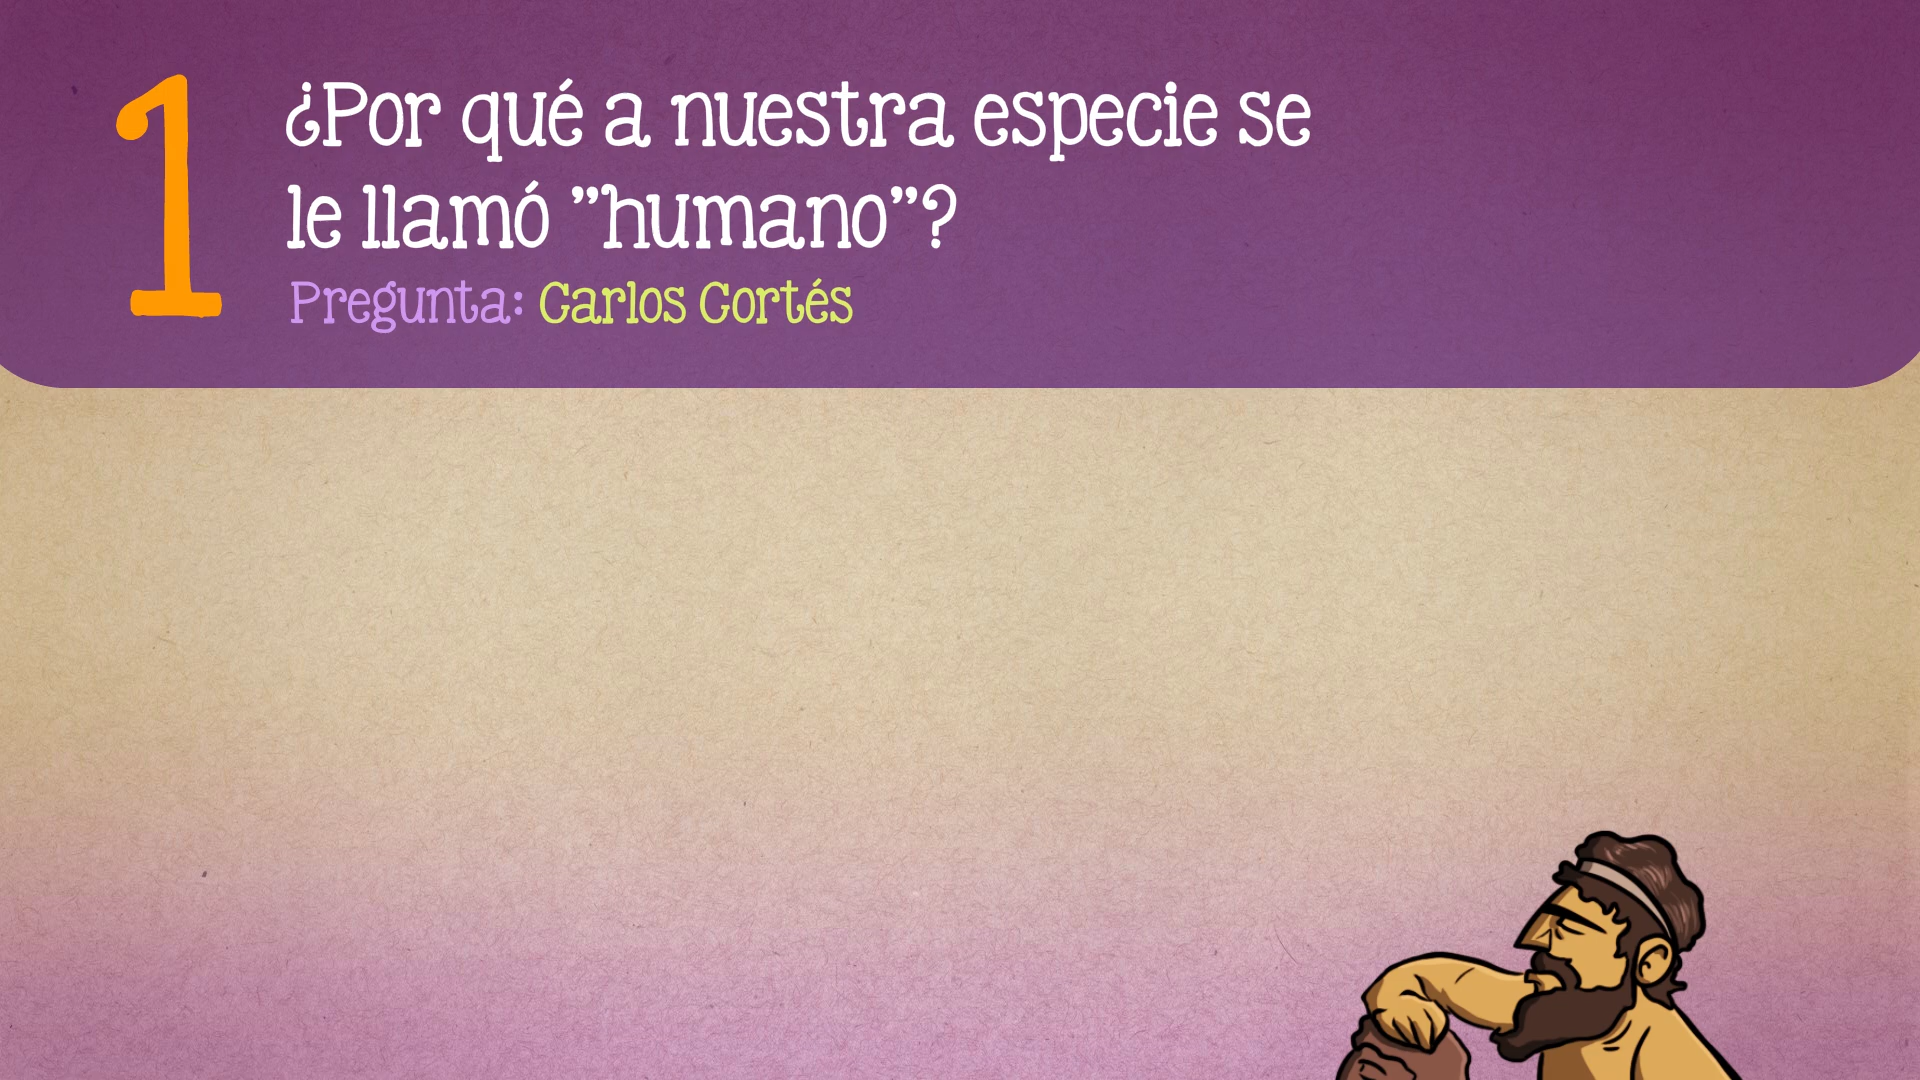 1
¿Por qué a nuestra especie se
le llamó ”humano”?
Pregunta: Carlos Cortés